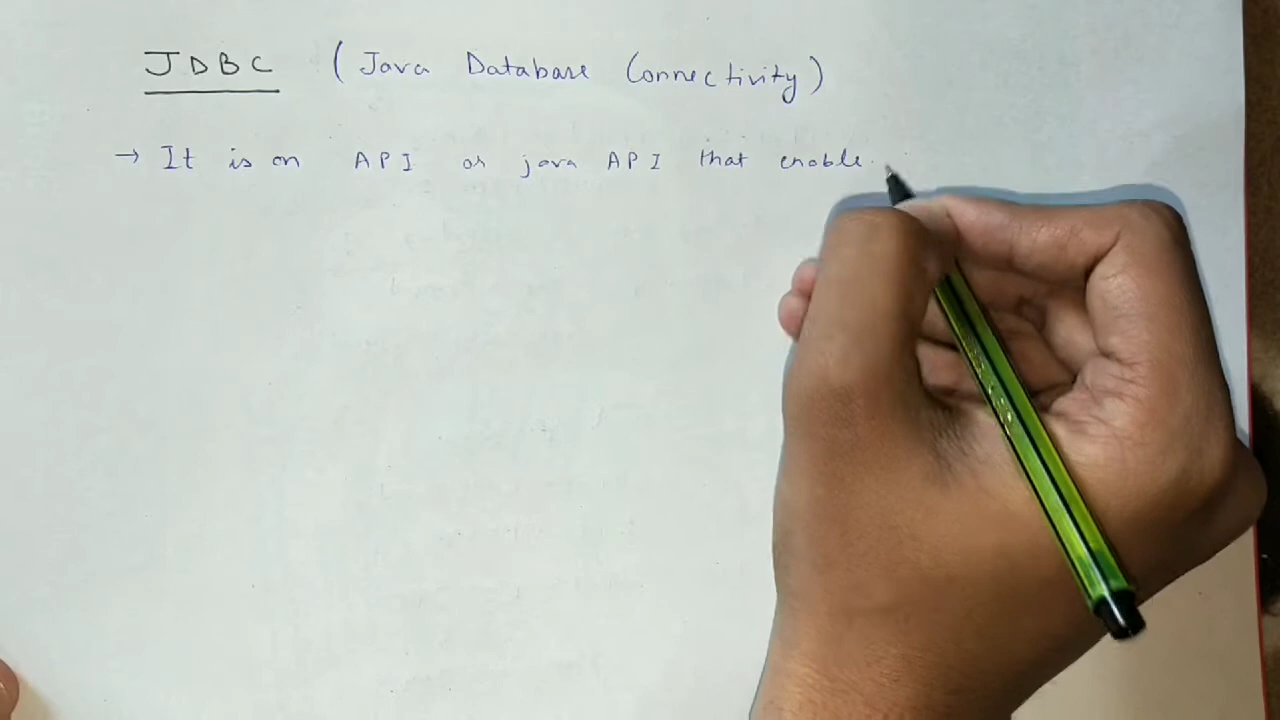 JDBC (Java Database Connectivity)
→ It is an API or java API that enable